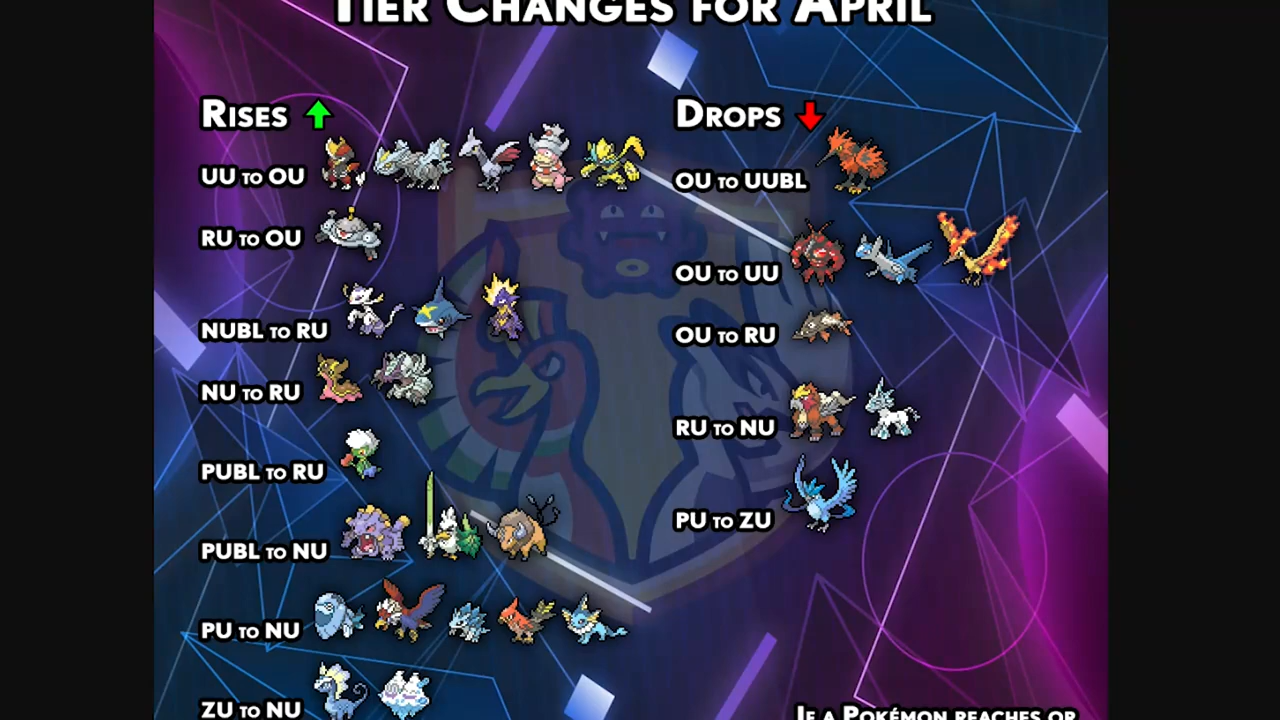 TIER CHANGES FOR APRIL
RISES
UU TO OU
RU TO OU
NUBL TO RU
NU TO RU
PUBL TO RU
PUBL TO NU
PU TO NU
ZU TO NU
DROPS
OU TO UUBL
OU TO UU
OU TO RU
RU TO NU
PU TO ZU
IF A POKÉMON REACHES OR